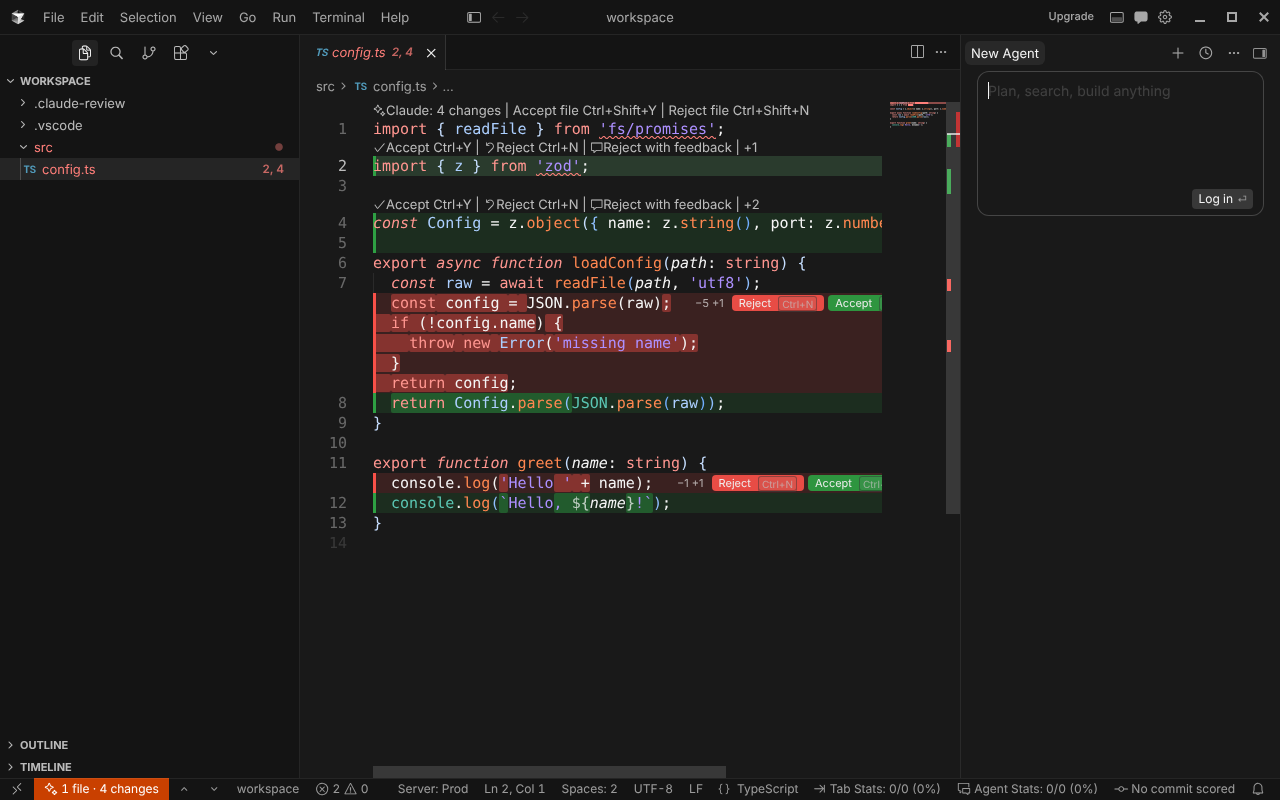 File Edit Selection View Go Run Terminal Help
workspace
Upgrade
WORKSPACE
.claude-review
.vscode
src
TS config.ts 2, 4
OUTLINE
TIMELINE
TS config.ts 2, 4
src > TS config.ts > ...
Claude: 4 changes | Accept file Ctrl+Shift+Y | Reject file Ctrl+Shift+N
1 import { readFile } from 'fs/promises';
Accept Ctrl+Y | Reject Ctrl+N | Reject with feedback | +1
2 import { z } from 'zod';
3
Accept Ctrl+Y | Reject Ctrl+N | Reject with feedback | +2
4 const Config = z.object({ name: z.string(), port: z.numbe
5
6 export async function loadConfig(path: string) {
7 const raw = await readFile(path, 'utf8');
const config = JSON.parse(raw); −5 +1 Reject Ctrl+N Accept
if (!config.name) {
throw new Error('missing name');
}
return config;
8 return Config.parse(JSON.parse(raw));
9 }
10
11 export function greet(name: string) {
console.log('Hello ' + name); −1 +1 Reject Ctrl+N Accept Ctrl
12 console.log(`Hello, ${name}!`);
13 }
14
New Agent
Plan, search, build anything
Log in
1 file · 4 changes
workspace
2 0
Server: Prod
Ln 2, Col 1
Spaces: 2
UTF-8
LF
{ } TypeScript
Tab Stats: 0/0 (0%)
Agent Stats: 0/0 (0%)
No commit scored